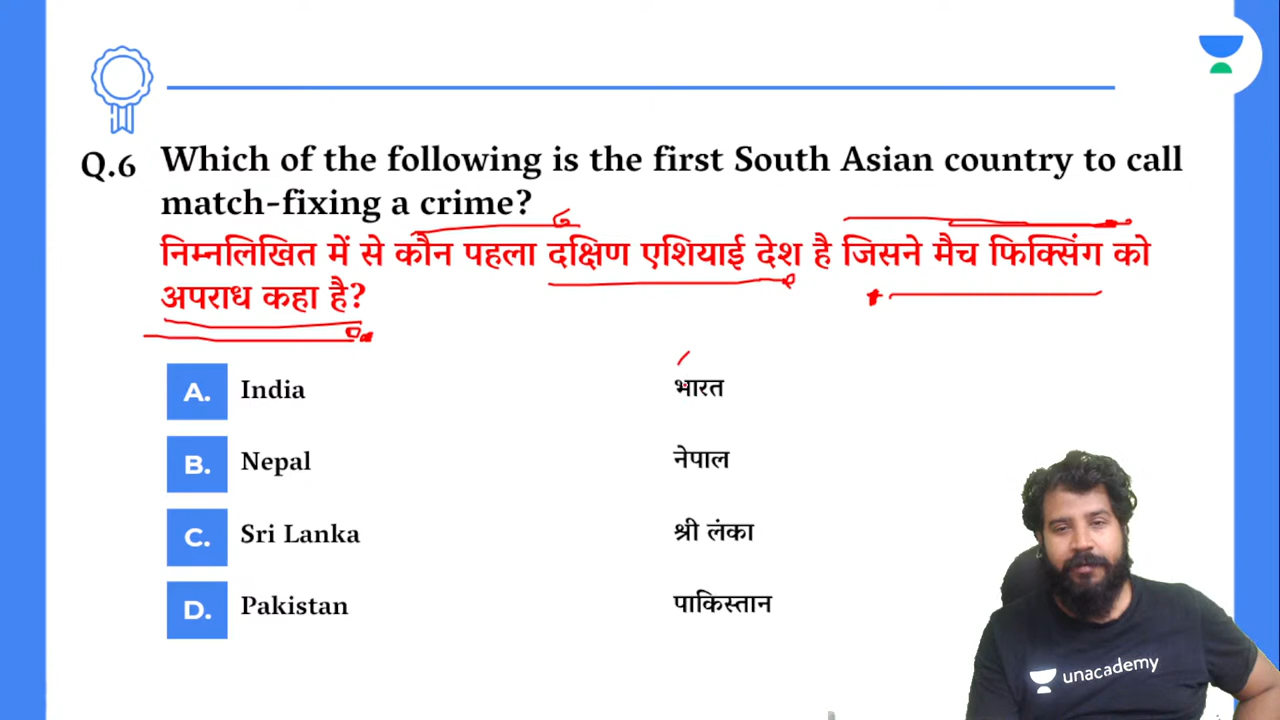 Q.6 Which of the following is the first South Asian country to call
match-fixing a crime?
निम्नलिखित में से कौन पहला दक्षिण एशियाई देश है जिसने मैच फिक्सिंग को
अपराध कहा है?
A. India भारत
B. Nepal नेपाल
C. Sri Lanka श्री लंका
D. Pakistan पाकिस्तान
unacademy